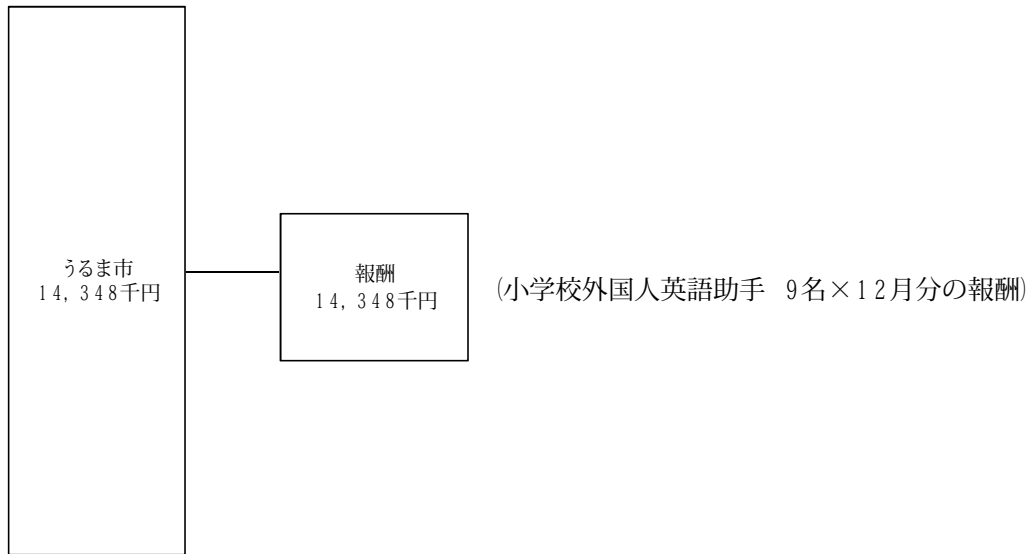 うるま市
14,348千円
報酬
14,348千円
(小学校外国人英語助手 9名×12月分の報酬)